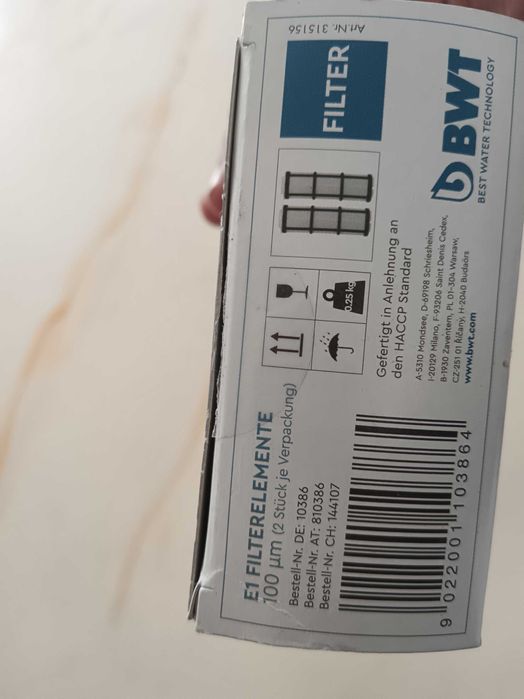 E1 FILTERELEMENTE
100 µm (2 Stück je Verpackung)
Bestell-Nr. DE: 10386
Bestell-Nr. AT: 810386
Bestell-Nr. CH: 144107
9 022001 103864
0.25 kg
Gefertigt in Anlehnung an
den HACCP Standard
A-5310 Mondsee, D-69198 Schriesheim,
I-20129 Milano, F-93206 Saint Denis Cedex,
B-1930 Zaventem, PL 01-304 Warsaw,
CZ-251 01 Říčany, H-2040 Budaörs
www.bwt.com
Art.Nr. 315156
FILTER
BWT
BEST WATER TECHNOLOGY